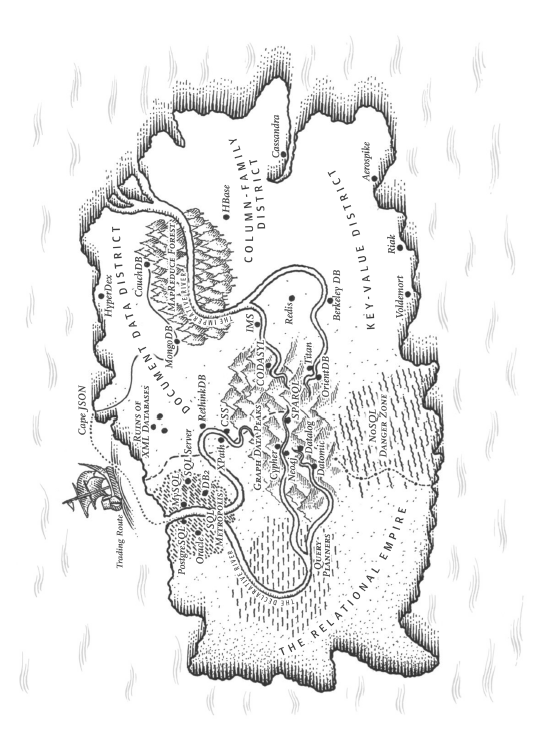 Cape JSON
Trading Route
HyperDex
DOCUMENT DATA DISTRICT
CouchDB
MAPREDUCE FOREST
MongoDB
RUINS OF
XML DATABASES
RethinkDB
HBase
COLUMN-FAMILY
DISTRICT
Cassandra
PostgreSQL
MySQL
SQL Server
Oracle
DB2
SQL
METROPOLIS
XPath
CSS
IMS
CODASYL
GRAPH DATA PEAKS
Cypher
SPARQL
Neo4j
Datalog
Datomic
Titan
OrientDB
Redis
Berkeley DB
KEY-VALUE DISTRICT
Aerospike
Riak
Voldemort
NOSQL
DANGER ZONE
QUERY-
PLANNERS
THE DECLARATIVE RIVER
THE RELATIONAL EMPIRE